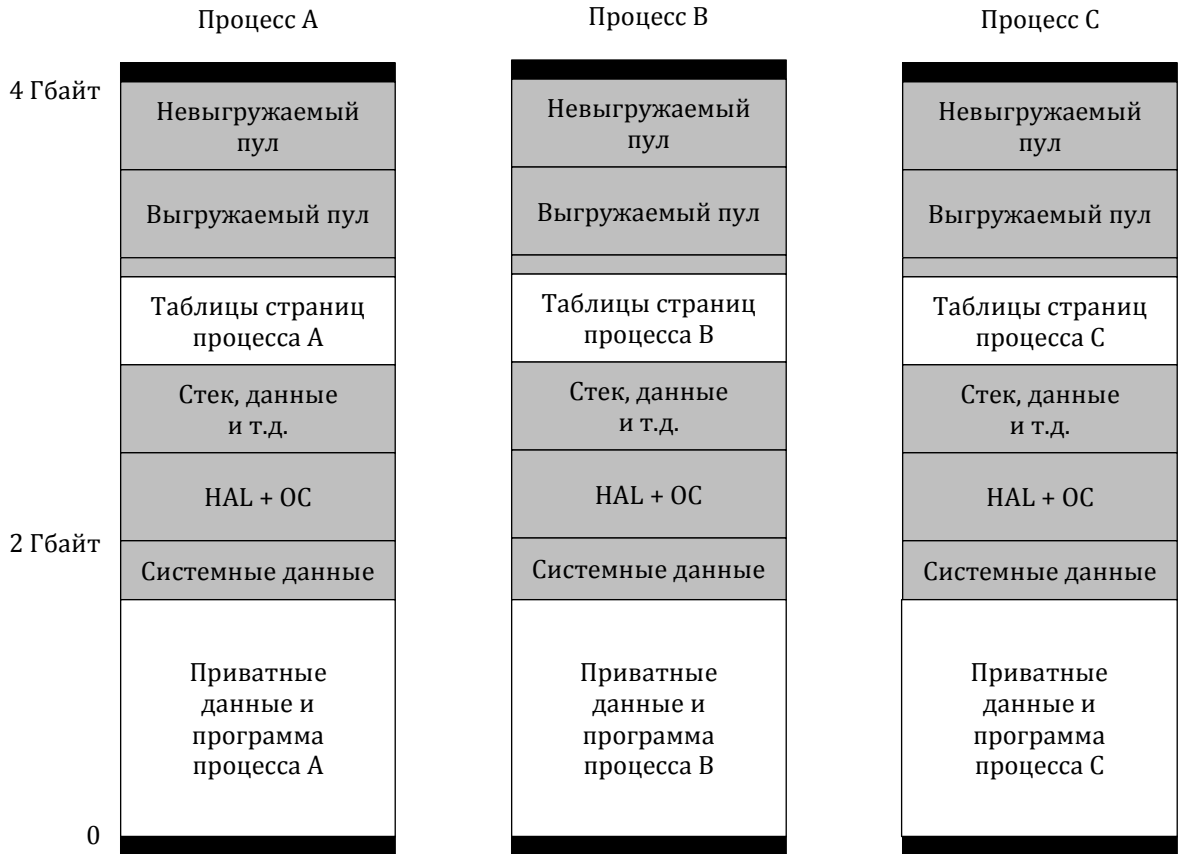 Процесс A
Процесс B
Процесс C
4 Гбайт
Невыгружаемый
пул
Выгружаемый пул
Таблицы страниц
процесса A
Стек, данные
и т.д.
HAL + ОС
2 Гбайт
Системные данные
Приватные
данные и
программа
процесса A
0
Невыгружаемый
пул
Выгружаемый пул
Таблицы страниц
процесса B
Стек, данные
и т.д.
HAL + ОС
Системные данные
Приватные
данные и
программа
процесса B
Невыгружаемый
пул
Выгружаемый пул
Таблицы страниц
процесса C
Стек, данные
и т.д.
HAL + ОС
Системные данные
Приватные
данные и
программа
процесса C